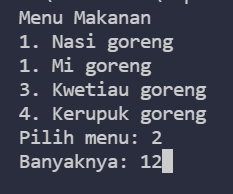 Menu Makanan
1. Nasi goreng
1. Mi goreng
3. Kwetiau goreng
4. Kerupuk goreng
Pilih menu: 2
Banyaknya: 12